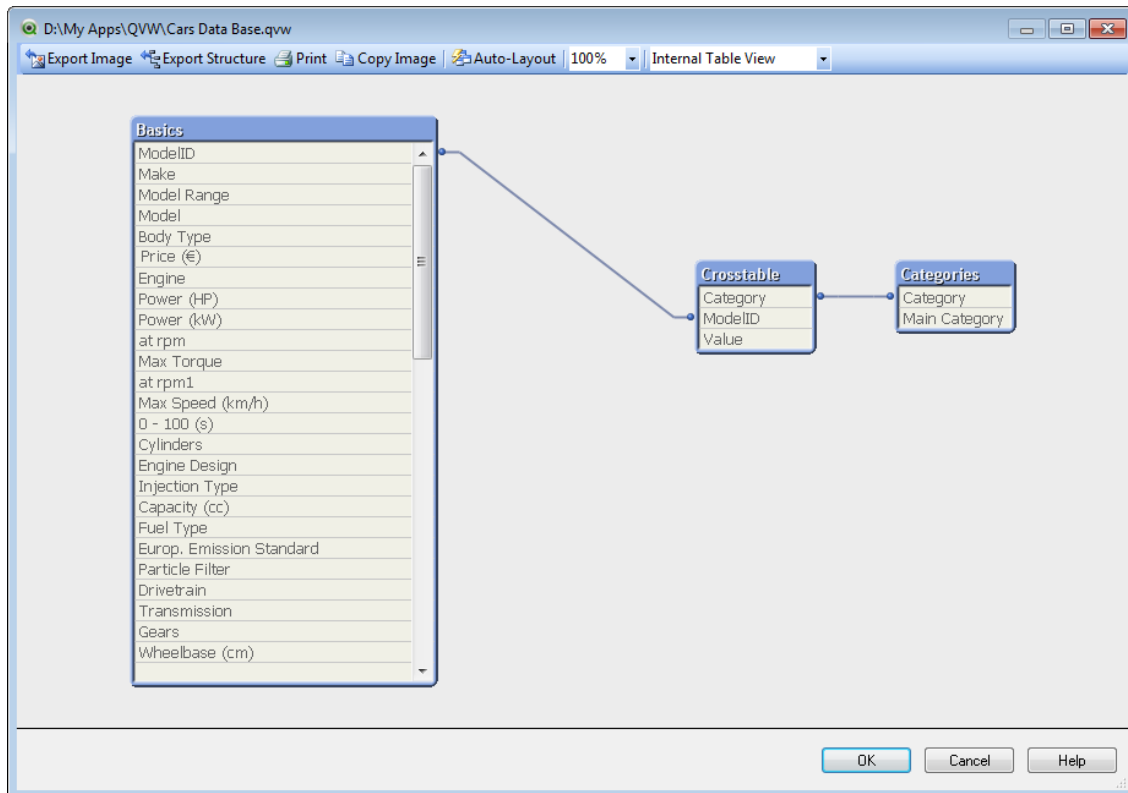 D:\My Apps\QVW\Cars Data Base.qvw
Export Image Export Structure Print Copy Image Auto-Layout 100% Internal Table View
Basics
ModelID
Make
Model Range
Model
Body Type
Price (€)
Engine
Power (HP)
Power (kW)
at rpm
Max Torque
at rpm1
Max Speed (km/h)
0 - 100 (s)
Cylinders
Engine Design
Injection Type
Capacity (cc)
Fuel Type
Europ. Emission Standard
Particle Filter
Drivetrain
Transmission
Gears
Wheelbase (cm)
Crosstable
Category
ModelID
Value
Categories
Category
Main Category
OK Cancel Help